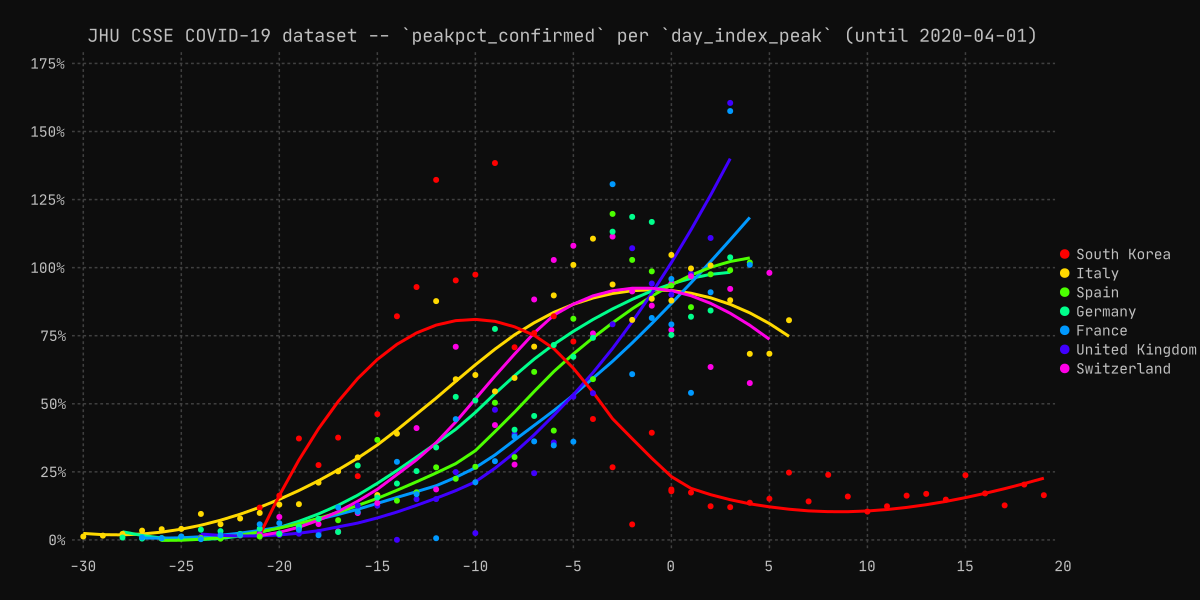 JHU CSSE COVID-19 dataset -- `peakpct_confirmed` per `day_index_peak` (until 2020-04-01)
175%
150%
125%
100%
75%
50%
25%
0%
-30 -25 -20 -15 -10 -5 0 5 10 15 20
South Korea
Italy
Spain
Germany
France
United Kingdom
Switzerland